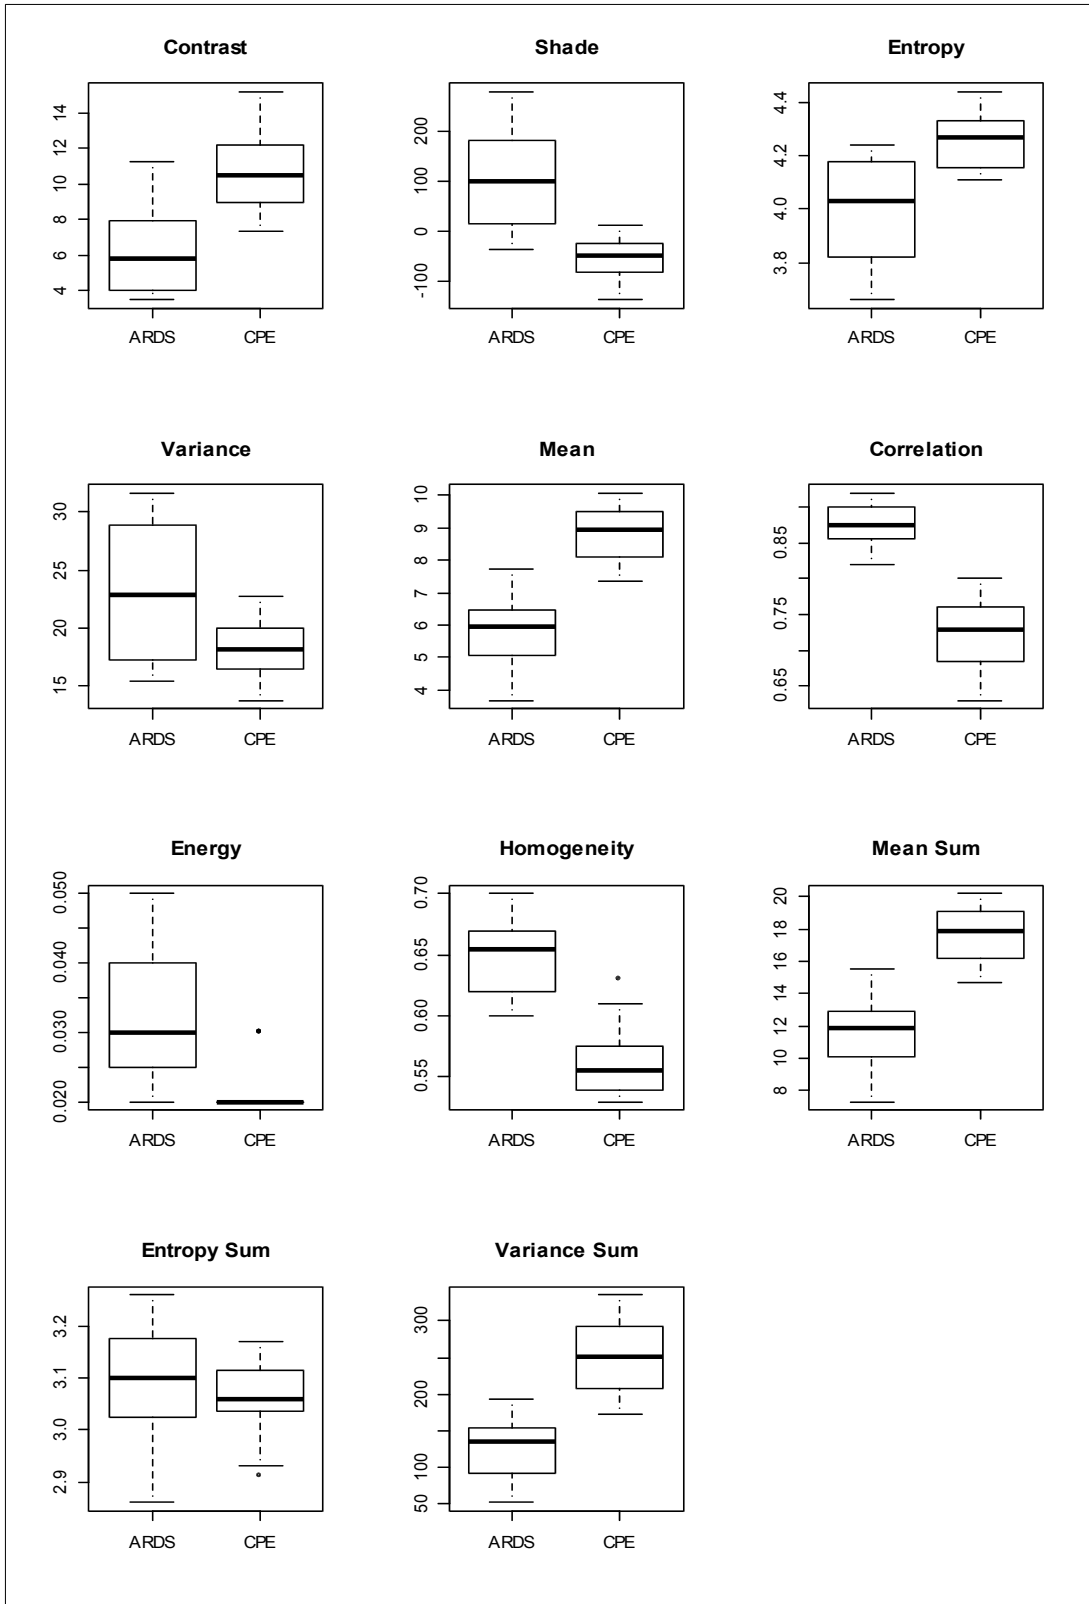 Contrast
4 6 8 10 12 14
ARDS CPE
Shade
-100 0 100 200
ARDS CPE
Entropy
3.8 4.0 4.2 4.4
ARDS CPE
Variance
15 20 25 30
ARDS CPE
Mean
4 5 6 7 8 9 10
ARDS CPE
Correlation
0.65 0.75 0.85
ARDS CPE
Energy
0.020 0.030 0.040 0.050
ARDS CPE
Homogeneity
0.55 0.60 0.65 0.70
ARDS CPE
Mean Sum
8 10 12 14 16 18 20
ARDS CPE
Entropy Sum
2.9 3.0 3.1 3.2
ARDS CPE
Variance Sum
50 100 200 300
ARDS CPE